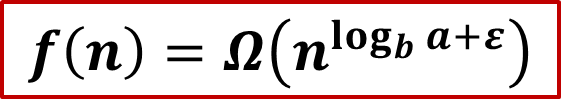 f(n) = Ω(n^{log_b a+ε})